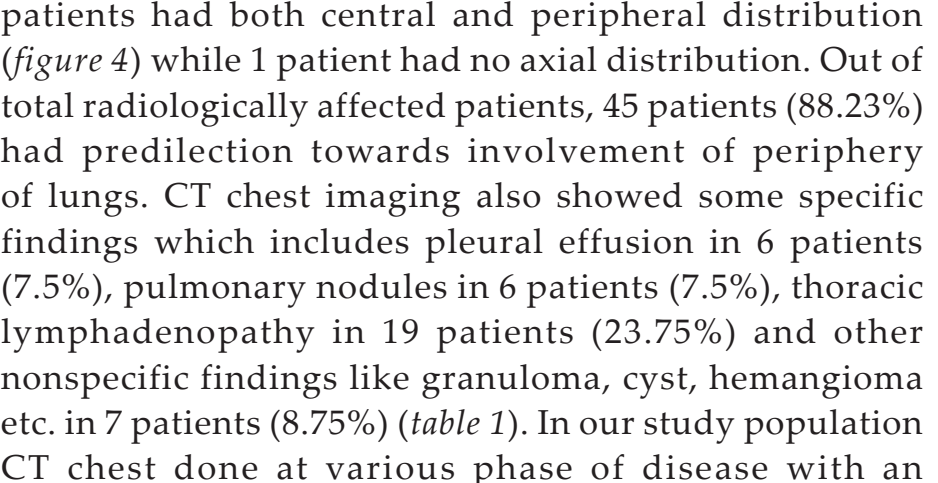 patients had both central and peripheral distribution
(figure 4) while 1 patient had no axial distribution. Out of
total radiologically affected patients, 45 patients (88.23%)
had predilection towards involvement of periphery
of lungs. CT chest imaging also showed some specific
findings which includes pleural effusion in 6 patients
(7.5%), pulmonary nodules in 6 patients (7.5%), thoracic
lymphadenopathy in 19 patients (23.75%) and other
nonspecific findings like granuloma, cyst, hemangioma
etc. in 7 patients (8.75%) (table 1). In our study population
CT chest done at various phase of disease with an